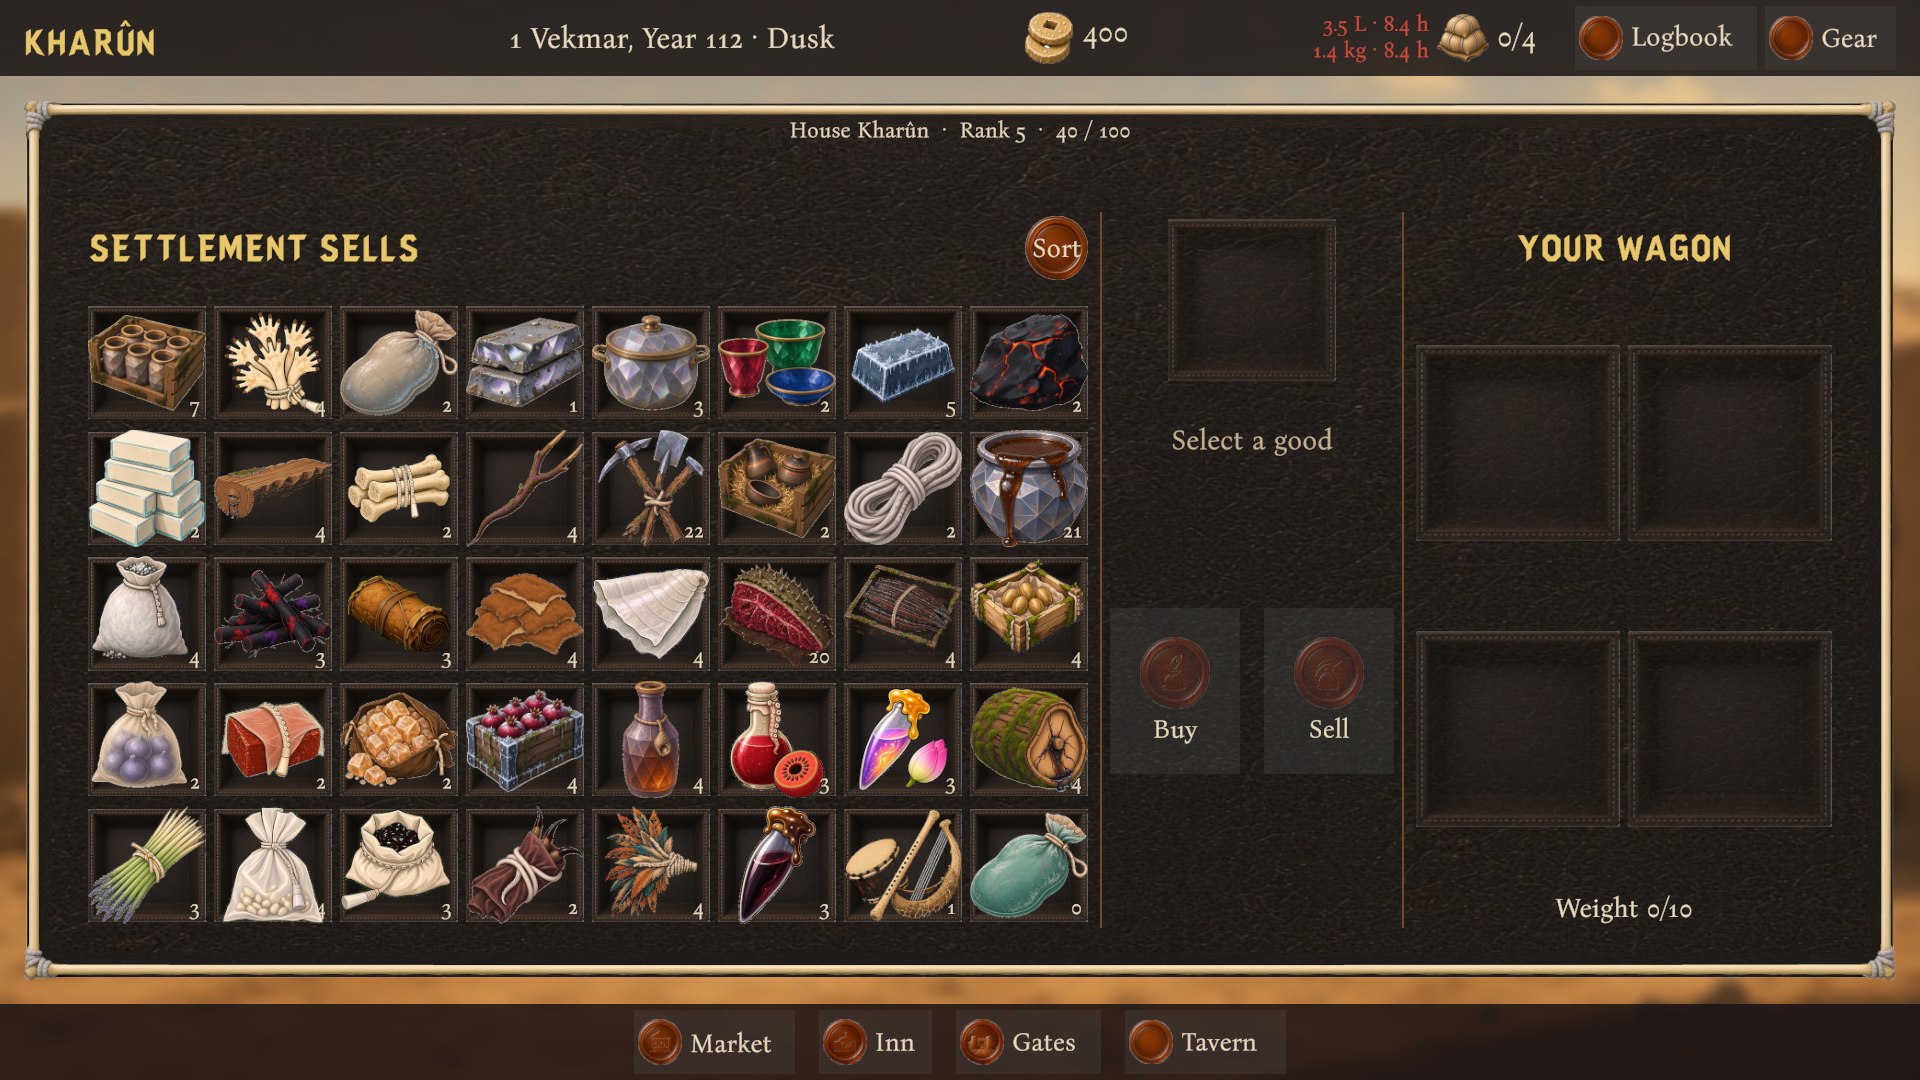 KHARÛN
1 Vekmar, Year 112 · Dusk
400
3.5 L · 8.4 h
1.4 kg · 8.4 h
0/4
Logbook
Gear
House Kharûn · Rank 5 · 40 / 100
SETTLEMENT SELLS
Sort
YOUR WAGON
7 4 2 1 3 2 5 2
2 4 2 4 22 2 2 21
4 3 3 4 4 20 4 4
2 2 2 4 4 3 3 4
3 4 3 2 4 3 1 0
Select a good
Buy
Sell
Weight 0/10
Market
Inn
Gates
Tavern